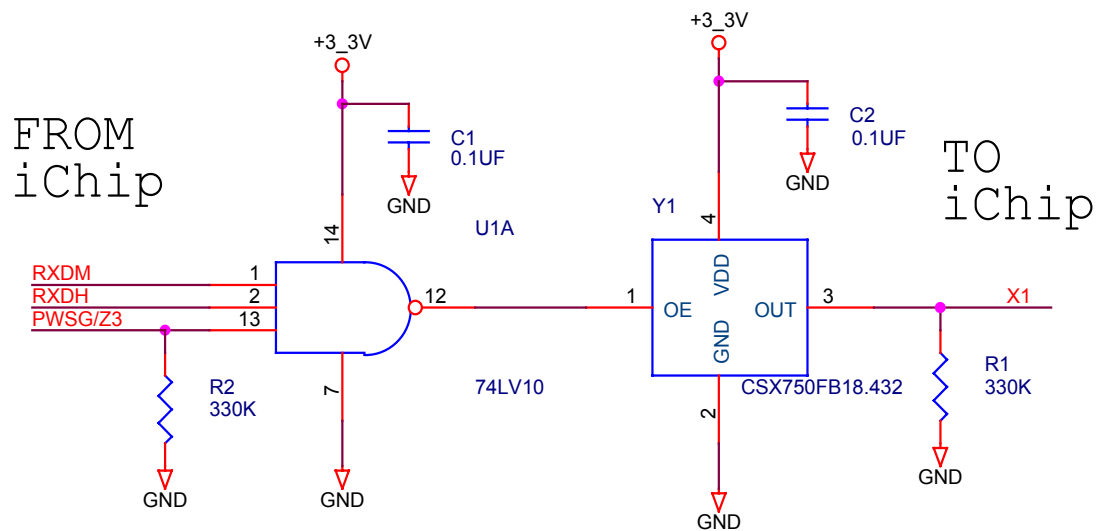 +3_3V
+3_3V
FROM
iChip
C1
0.1UF
GND
C2
0.1UF
GND
TO
iChip
14
U1A
Y1
4
RXDM
1
RXDH
2
PWSG/Z3
13
12
1
OE
VDD
GND
OUT
3
X1
R2
330K
7
74LV10
2
CSX750FB18.432
R1
330K
GND
GND
GND
GND